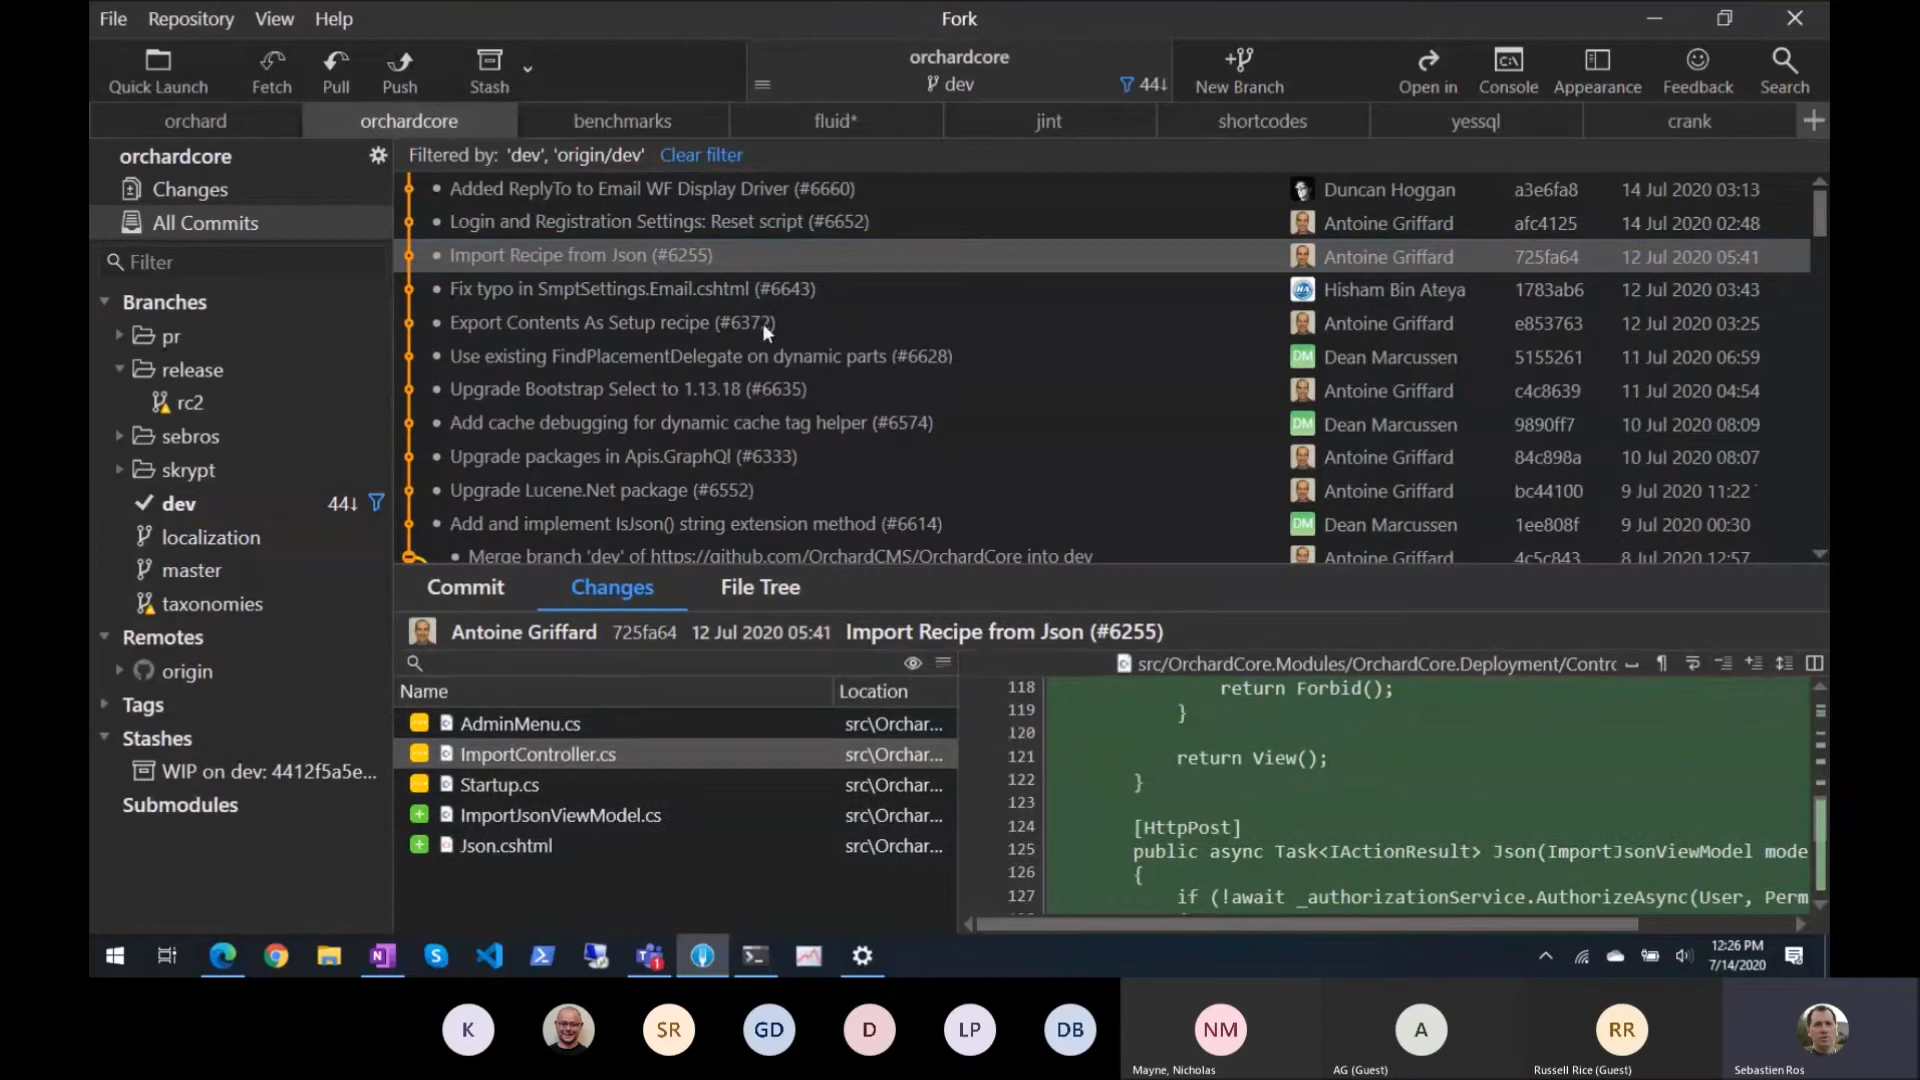 File Repository View Help Fork
Quick Launch Fetch Pull Push Stash orchardcore dev 44↓ New Branch Open in Console Appearance Feedback Search
orchard orchardcore benchmarks fluid* jint shortcodes yessql crank
orchardcore
Changes
All Commits
Filter
Branches
pr
release
rc2
sebros
skrypt
dev 44↓
localization
master
taxonomies
Remotes
origin
Tags
Stashes
WIP on dev: 4412f5a5e...
Submodules
Filtered by: 'dev', 'origin/dev' Clear filter
Added ReplyTo to Email WF Display Driver (#6660) Duncan Hoggan a3e6fa8 14 Jul 2020 03:13
Login and Registration Settings: Reset script (#6652) Antoine Griffard afc4125 14 Jul 2020 02:48
Import Recipe from Json (#6255) Antoine Griffard 725fa64 12 Jul 2020 05:41
Fix typo in SmptSettings.Email.cshtml (#6643) Hisham Bin Ateya 1783ab6 12 Jul 2020 03:43
Export Contents As Setup recipe (#6372) Antoine Griffard e853763 12 Jul 2020 03:25
Use existing FindPlacementDelegate on dynamic parts (#6628) DM Dean Marcussen 5155261 11 Jul 2020 06:59
Upgrade Bootstrap Select to 1.13.18 (#6635) Antoine Griffard c4c8639 11 Jul 2020 04:54
Add cache debugging for dynamic cache tag helper (#6574) DM Dean Marcussen 9890ff7 10 Jul 2020 08:09
Upgrade packages in Apis.GraphQl (#6333) Antoine Griffard 84c898a 10 Jul 2020 08:07
Upgrade Lucene.Net package (#6552) Antoine Griffard bc44100 9 Jul 2020 11:22
Add and implement IsJson() string extension method (#6614) DM Dean Marcussen 1ee808f 9 Jul 2020 00:30
Merge branch 'dev' of https://github.com/OrchardCMS/OrchardCore into dev Antoine Griffard 4c5c843 8 Jul 2020 12:57
Commit Changes File Tree
Antoine Griffard 725fa64 12 Jul 2020 05:41 Import Recipe from Json (#6255)
Name Location
AdminMenu.cs src\Orchar...
ImportController.cs src\Orchar...
Startup.cs src\Orchar...
ImportJsonViewModel.cs src\Orchar...
Json.cshtml src\Orchar...
src/OrchardCore.Modules/OrchardCore.Deployment/Contrc
118 return Forbid();
119 }
120
121 return View();
122 }
123
124 [HttpPost]
125 public async Task<IActionResult> Json(ImportJsonViewModel mode
126 {
127 if (!await _authorizationService.AuthorizeAsync(User, Perm
12:26 PM
7/14/2020
K SR GD D LP DB NM A RR
Mayne, Nicholas AG (Guest) Russell Rice (Guest) Sebastien Ros